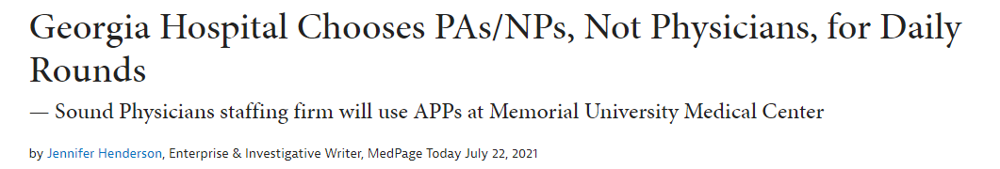 Georgia Hospital Chooses PAs/NPs, Not Physicians, for Daily
Rounds
— Sound Physicians staffing firm will use APPs at Memorial University Medical Center
by Jennifer Henderson, Enterprise & Investigative Writer, MedPage Today July 22, 2021